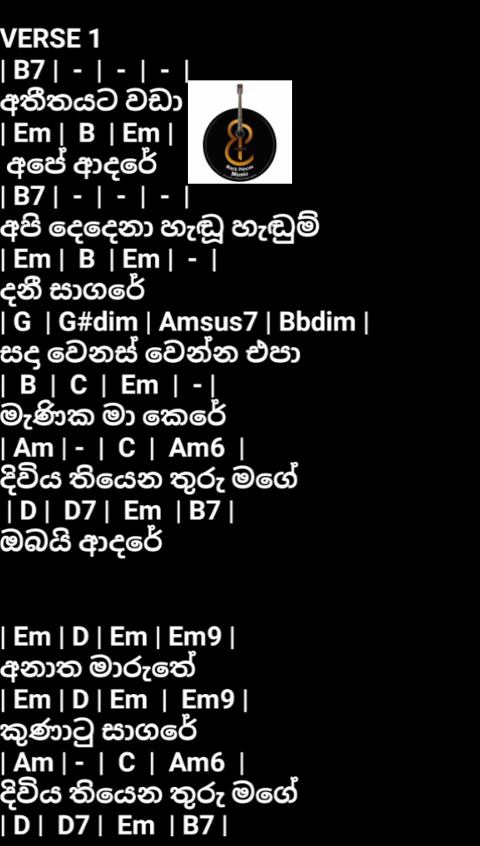 VERSE 1
| B7 | - | - | - |
අතීතයට වඩා
| Em | B | Em |
අපේ ආදරේ
| B7 | - | - | - |
අපි දෙදෙනා හැඬූ හැඬුම්
| Em | B | Em | - |
දනී සාගරේ
| G | G#dim | Amsus7 | Bbdim |
සදා වෙනස් වෙන්න එපා
| B | C | Em | - |
මැණික මා කෙරේ
| Am | - | C | Am6 |
දිවිය තියෙන තුරු මගේ
| D | D7 | Em | B7 |
ඔබයි ආදරේ
| Em | D | Em | Em9 |
අනාත මාරුතේ
| Em | D | Em | Em9 |
කුණාටු සාගරේ
| Am | - | C | Am6 |
දිවිය තියෙන තුරු මගේ
| D | D7 | Em | B7 |
Music